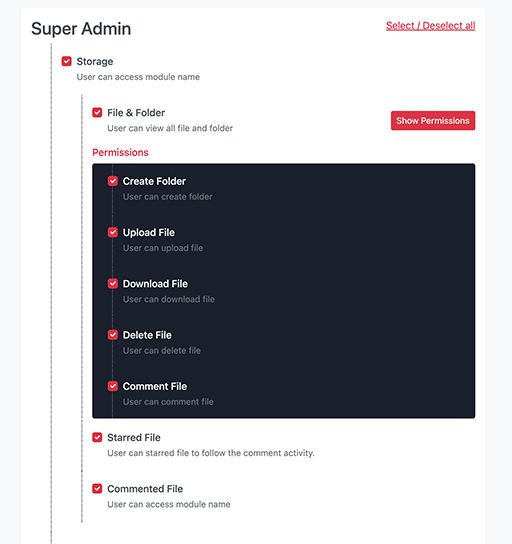 Super Admin
Select / Deselect all
Storage
User can access module name
File & Folder
User can view all file and folder
Show Permissions
Permissions
Create Folder
User can create folder
Upload File
User can upload file
Download File
User can download file
Delete File
User can delete file
Comment File
User can comment file
Starred File
User can starred file to follow the comment activity.
Commented File
User can access module name